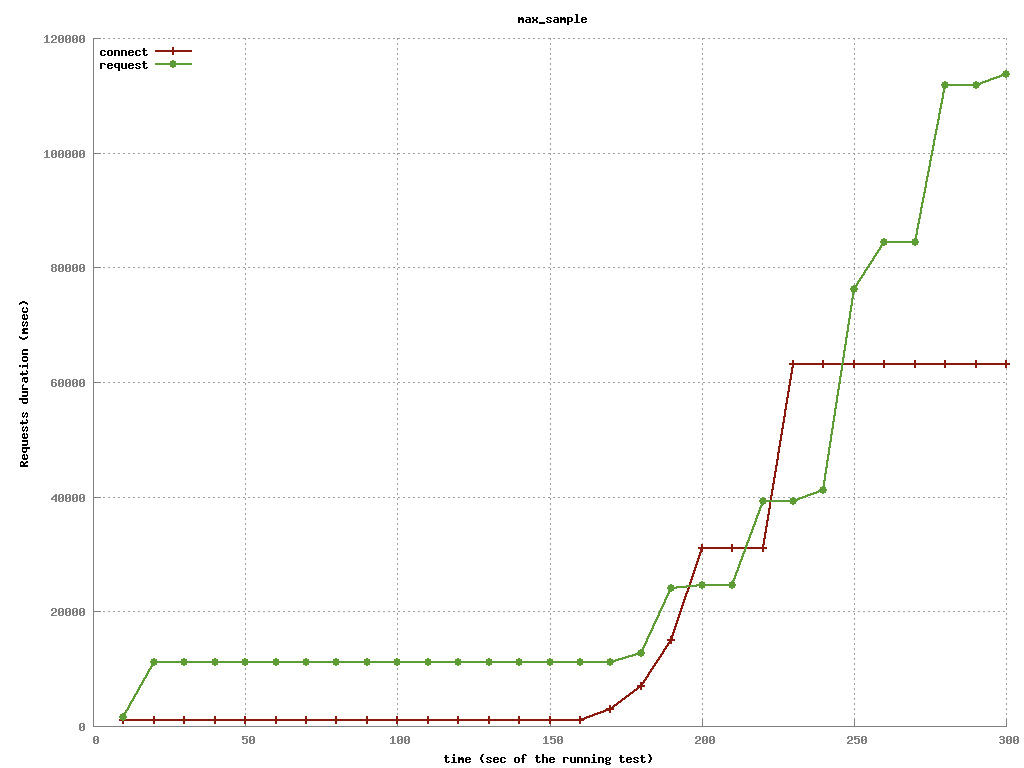 max_sample
connect
request
120000
100000
80000
60000
40000
20000
0
Requests duration (msec)
0 50 100 150 200 250 300
time (sec of the running test)